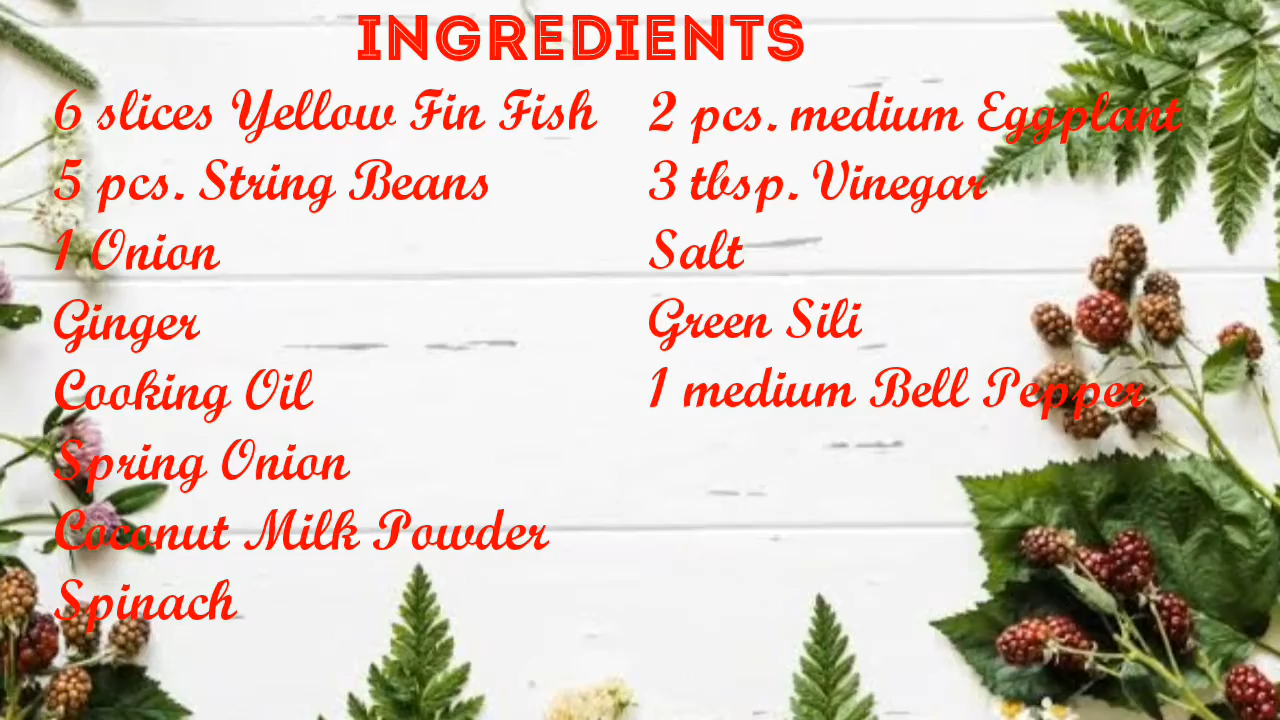 INGREDIENTS
6 slices Yellow Fin Fish
5 pcs. String Beans
1 Onion
Ginger
Cooking Oil
Spring Onion
Coconut Milk Powder
Spinach
2 pcs. medium Eggplant
3 tbsp. Vinegar
Salt
Green Sili
1 medium Bell Pepper